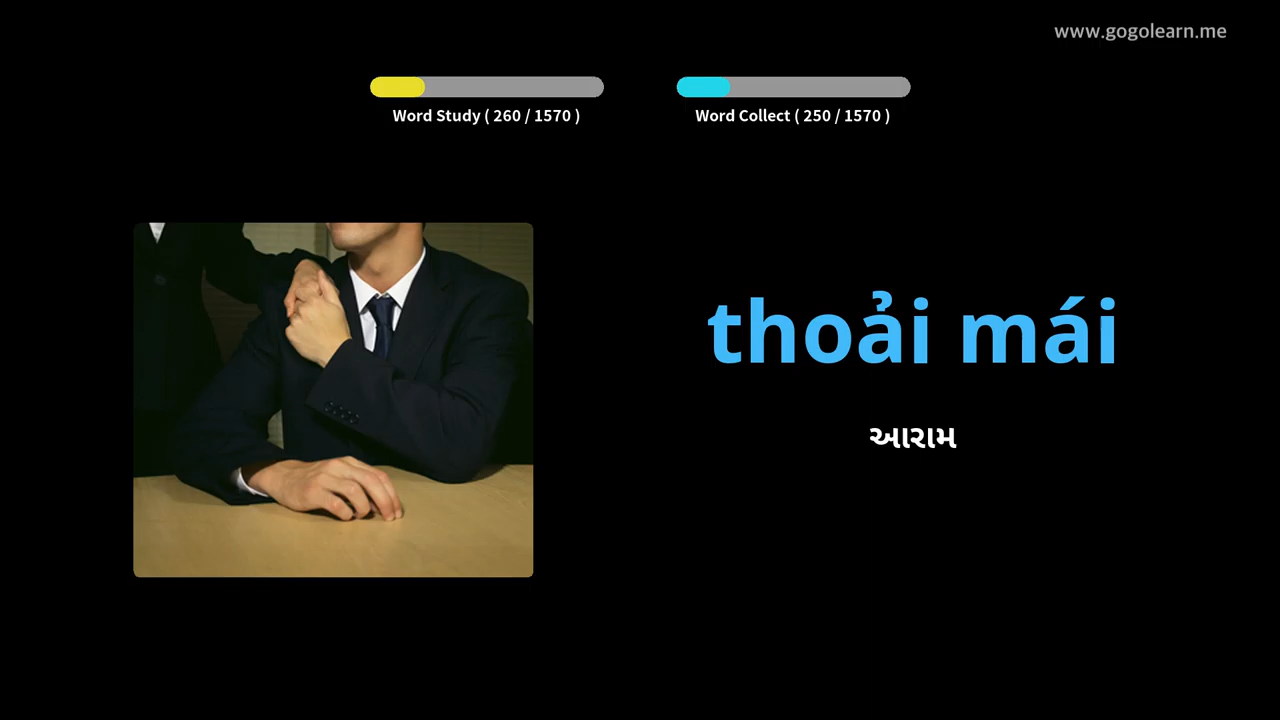 www.gogolearn.me
Word Study ( 260 / 1570 )
Word Collect ( 250 / 1570 )
thoải mái
આરામ